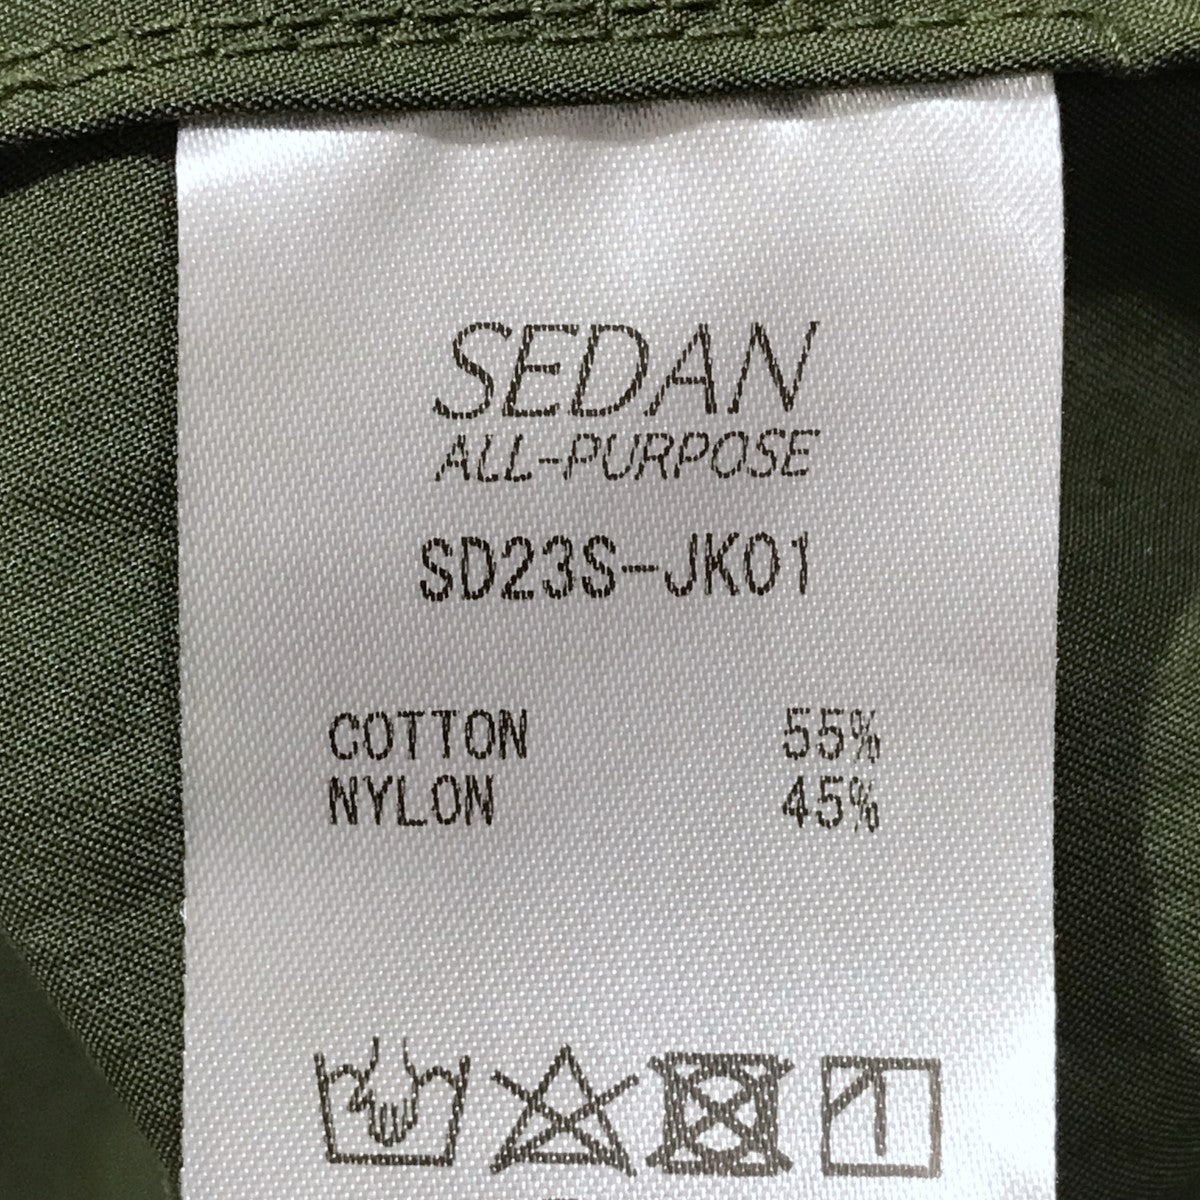 SEDAN
ALL-PURPOSE
SD23S-JK01
COTTON 55%
NYLON 45%